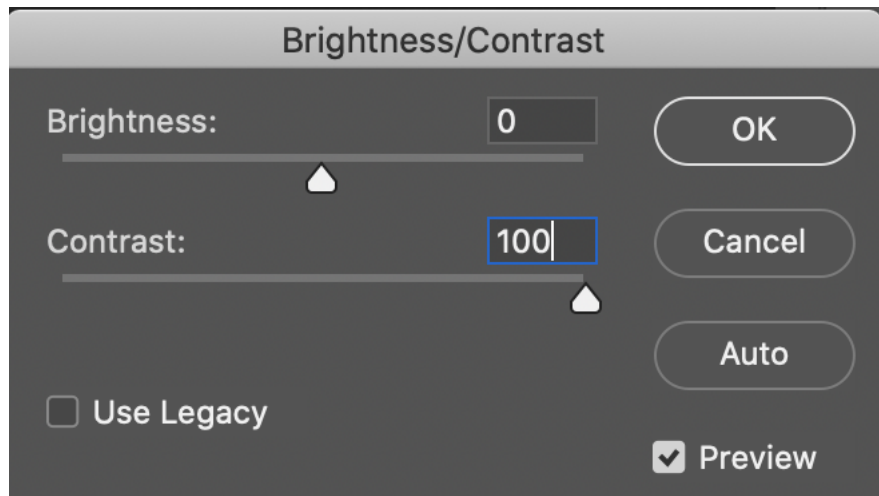 Brightness/Contrast
Brightness: 0
OK
Contrast: 100
Cancel
Auto
Use Legacy
Preview